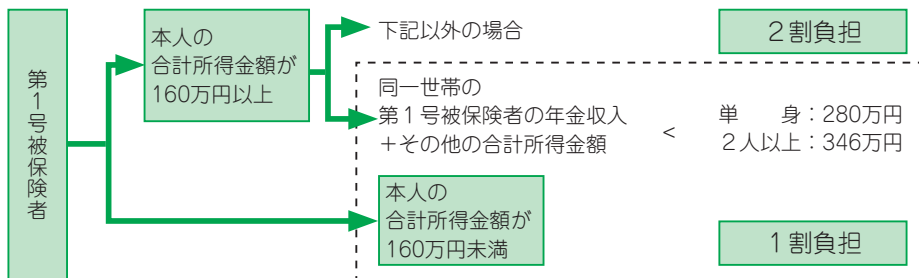 第１号被保険者
本人の
合計所得金額が
160万円以上
下記以外の場合
２割負担
同一世帯の
第１号被保険者の年金収入
＋その他の合計所得金額
<
単　　身：280万円
２人以上：346万円
本人の
合計所得金額が
160万円未満
１割負担